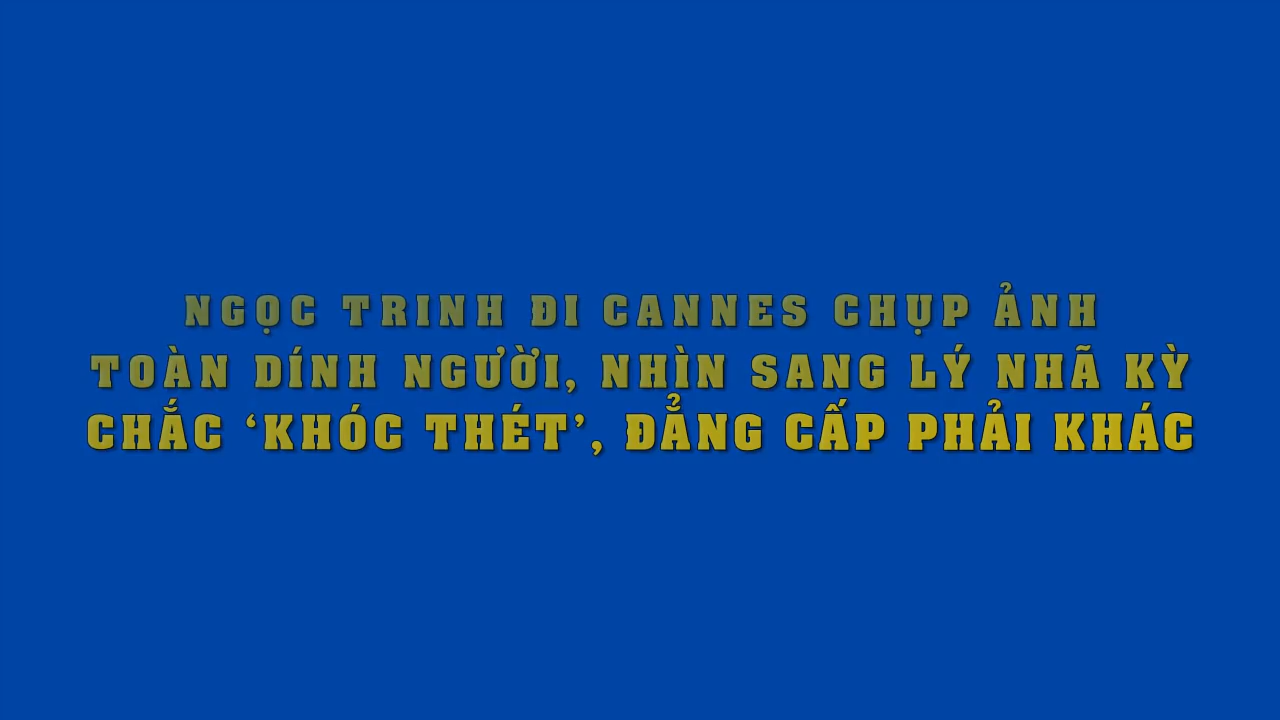 NGỌC TRINH ĐI CANNES CHỤP ẢNH
TOÀN DÍNH NGƯỜI, NHÌN SANG LÝ NHÃ KỲ
CHẮC ‘KHÓC THÉT’, ĐẲNG CẤP PHẢI KHÁC